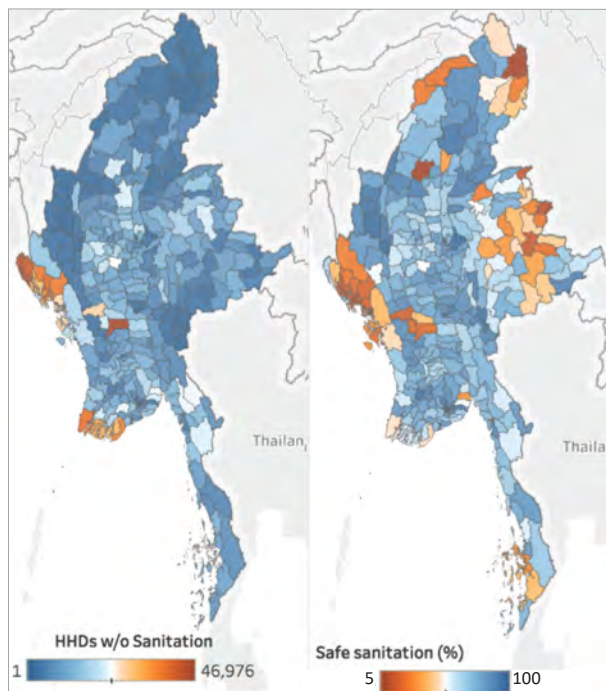 Thailan
Thaila
HHDs w/o Sanitation
1 46,976
Safe sanitation (%)
5 100